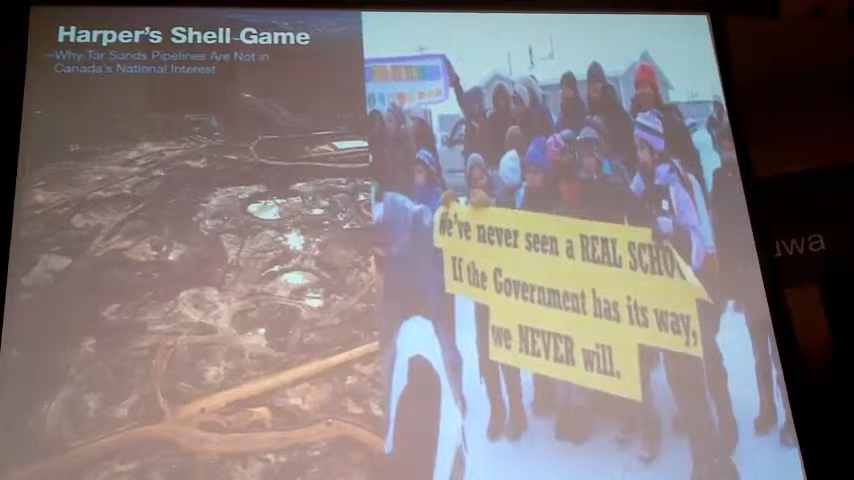 Harper's Shell Game
Why Tar Sands Pipelines Are Not in
Canada's National Interest
We've never seen a REAL SCHO
If the Government has its way,
we NEVER will.
uwa